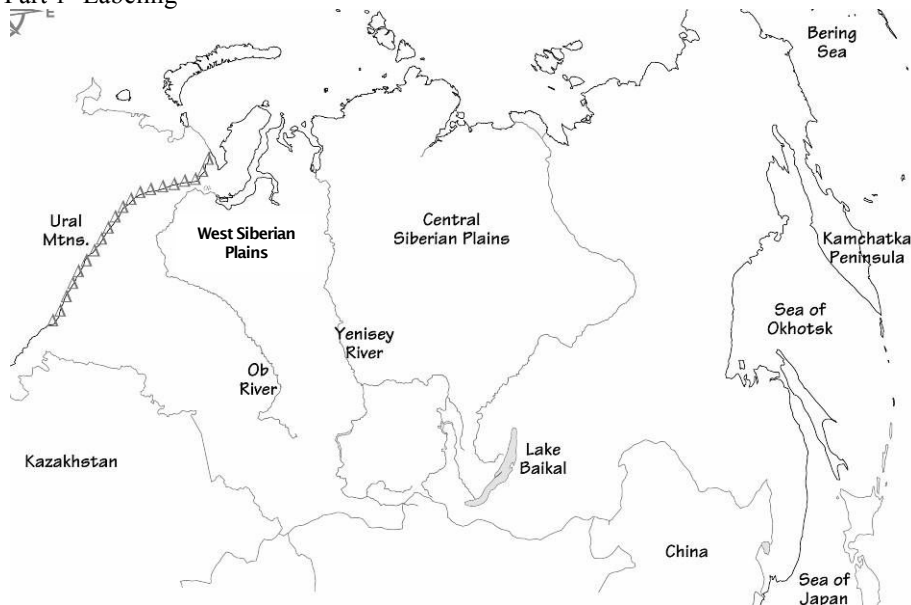 Part 1- Labeling
E
Bering
Sea
Ural
Mtns.
West Siberian
Plains
Central
Siberian Plains
Kamchatka
Peninsula
Sea of
Okhotsk
Yenisey
River
Ob
River
Kazakhstan
Lake
Baikal
China
Sea of
Japan